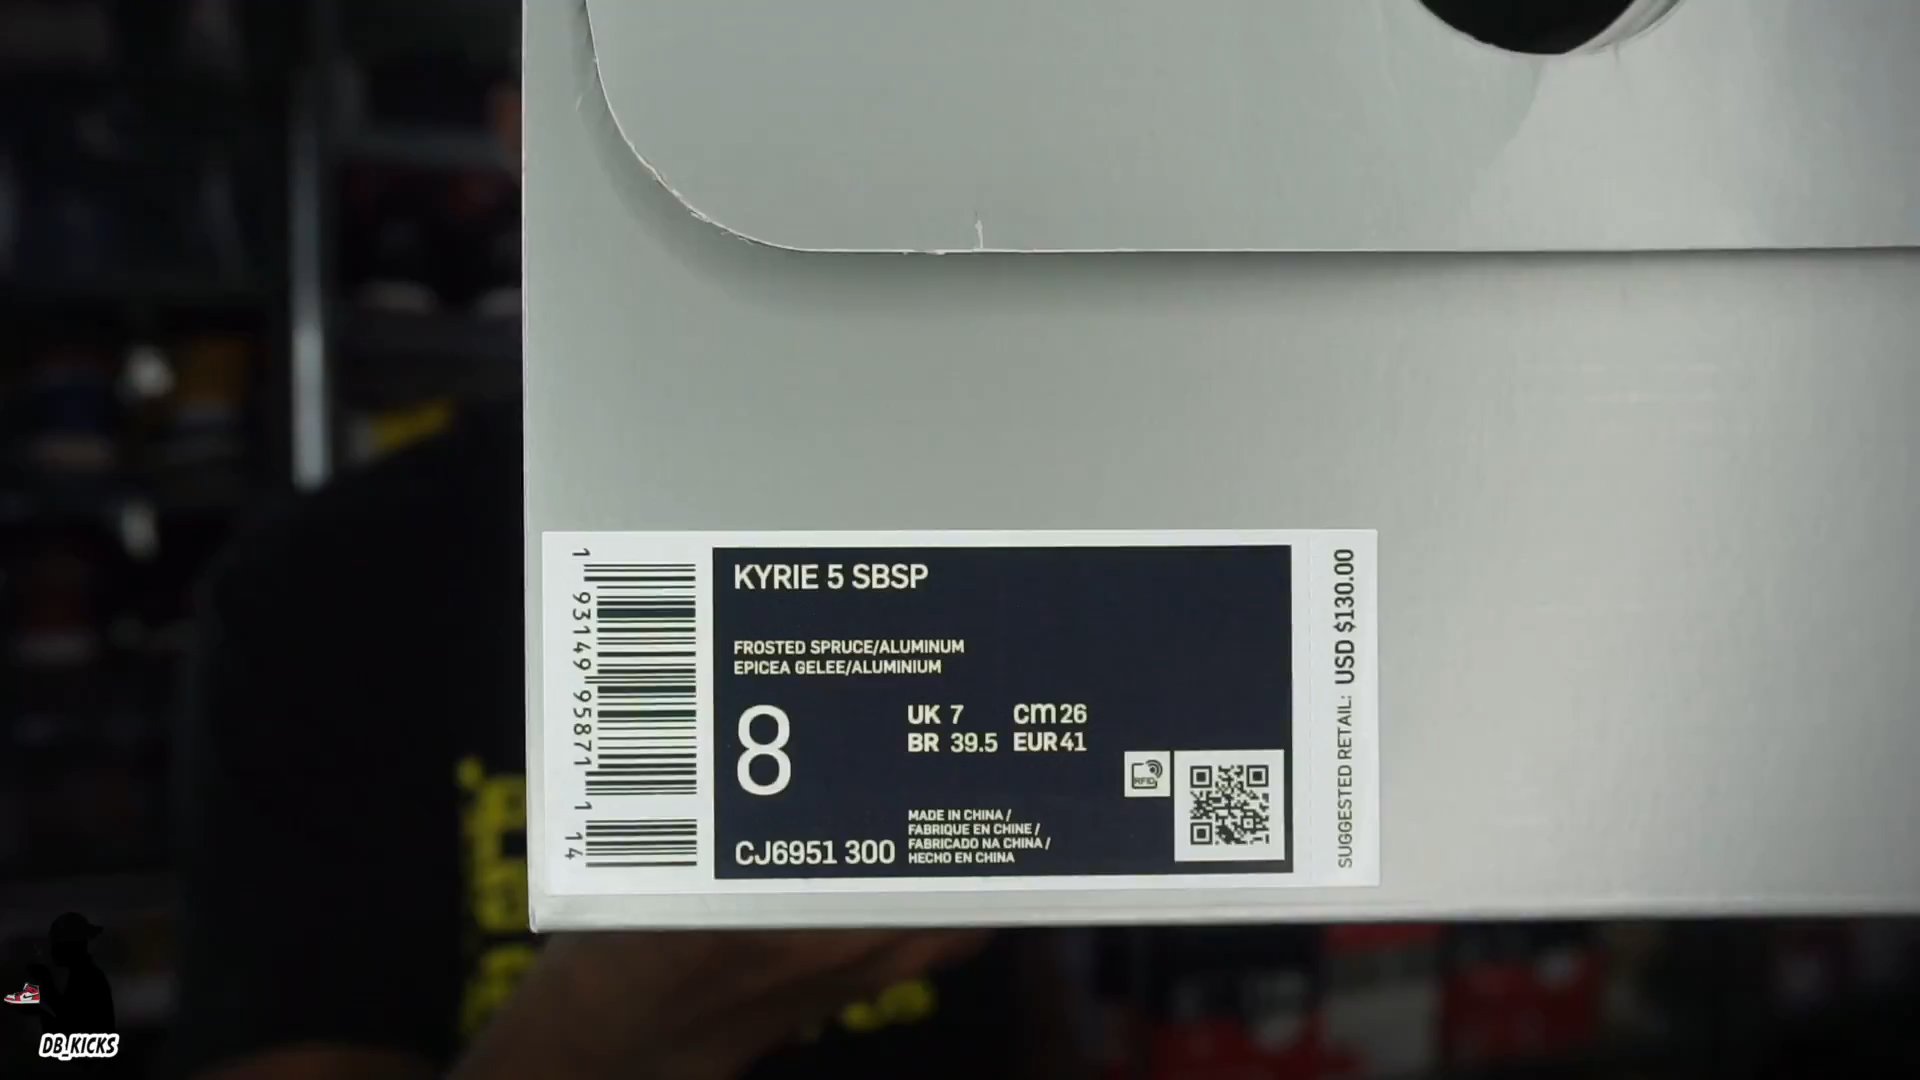 KYRIE 5 SBSP
FROSTED SPRUCE/ALUMINUM
EPICEA GELEE/ALUMINIUM
8
UK 7
cm 26
BR 39.5
EUR 41
RFID
CJ6951 300
MADE IN CHINA /
FABRIQUE EN CHINE /
FABRICADO NA CHINA /
HECHO EN CHINA
1 93149 95871 1 14
SUGGESTED RETAIL: USD $130.00
DB_KICKS